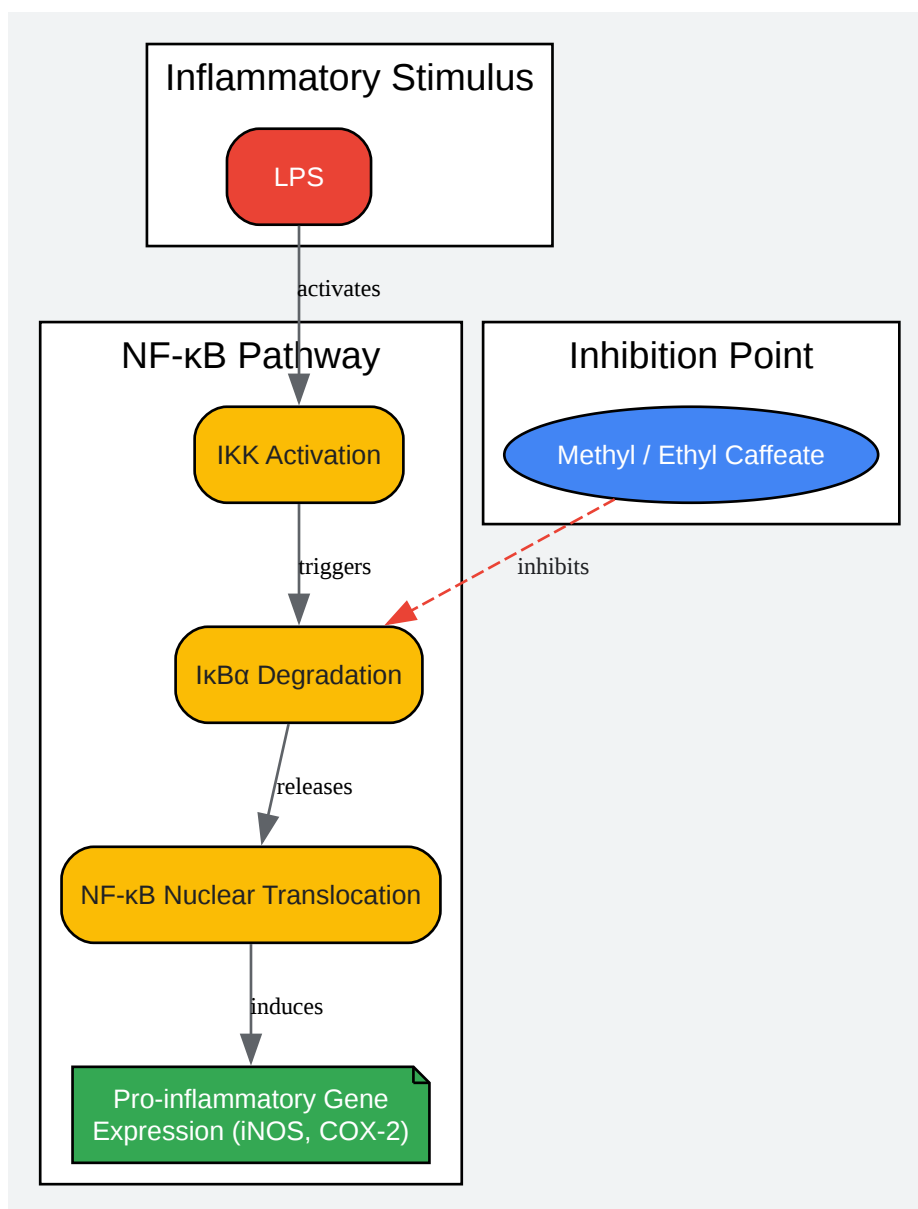 Inflammatory Stimulus
LPS
activates
NF-κB Pathway
Inhibition Point
IKK Activation
Methyl / Ethyl Caffeate
triggers
inhibits
IκBα Degradation
releases
NF-κB Nuclear Translocation
induces
Pro-inflammatory Gene
Expression (iNOS, COX-2)